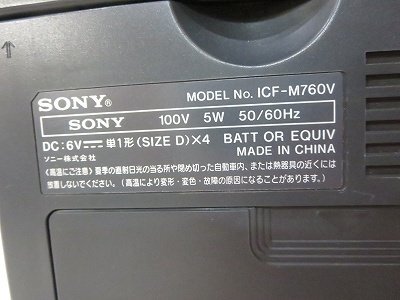 SONY® MODEL No. ICF-M760V
SONY 100V 5W 50/60Hz
DC: 6V⎓ 単1形 (SIZE D)×4 BATT OR EQUIV
ソニー株式会社 MADE IN CHINA
《高温にご注意》夏季の直射日光の当る所や閉め切った自動車内、または熱器具の近くには
放置しないでください。(高温により変形・変色・故障の原因になることがあります。)